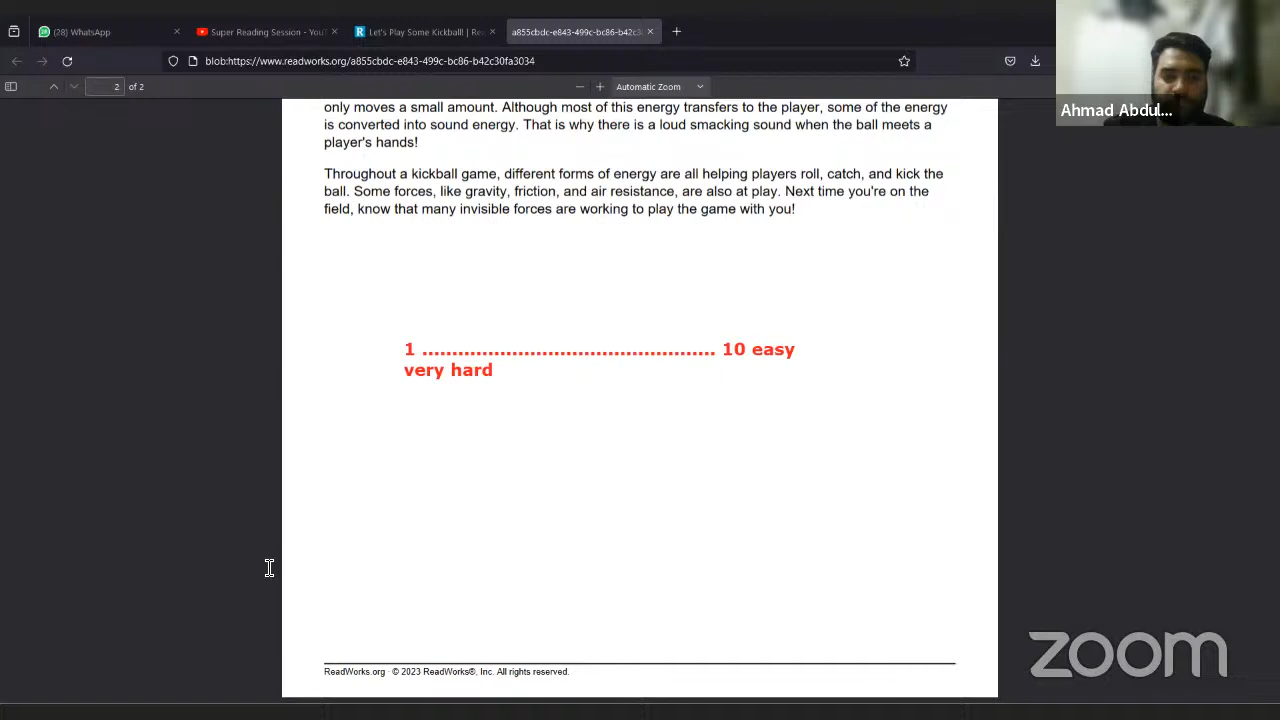 (28) WhatsApp
Super Reading Session - You
Let's Play Some Kickball! | Re
a855cbdc-e843-499c-bc86-b42c3
blob:https://www.readworks.org/a855cbdc-e843-499c-bc86-b42c30fa3034
2 of 2
Automatic Zoom
Ahmad Abdul...
only moves a small amount. Although most of this energy transfers to the player, some of the energy
is converted into sound energy. That is why there is a loud smacking sound when the ball meets a
player's hands!
Throughout a kickball game, different forms of energy are all helping players roll, catch, and kick the
ball. Some forces, like gravity, friction, and air resistance, are also at play. Next time you're on the
field, know that many invisible forces are working to play the game with you!
1 ................................................. 10 easy
very hard
ReadWorks.org · © 2023 ReadWorks®, Inc. All rights reserved.
zoom